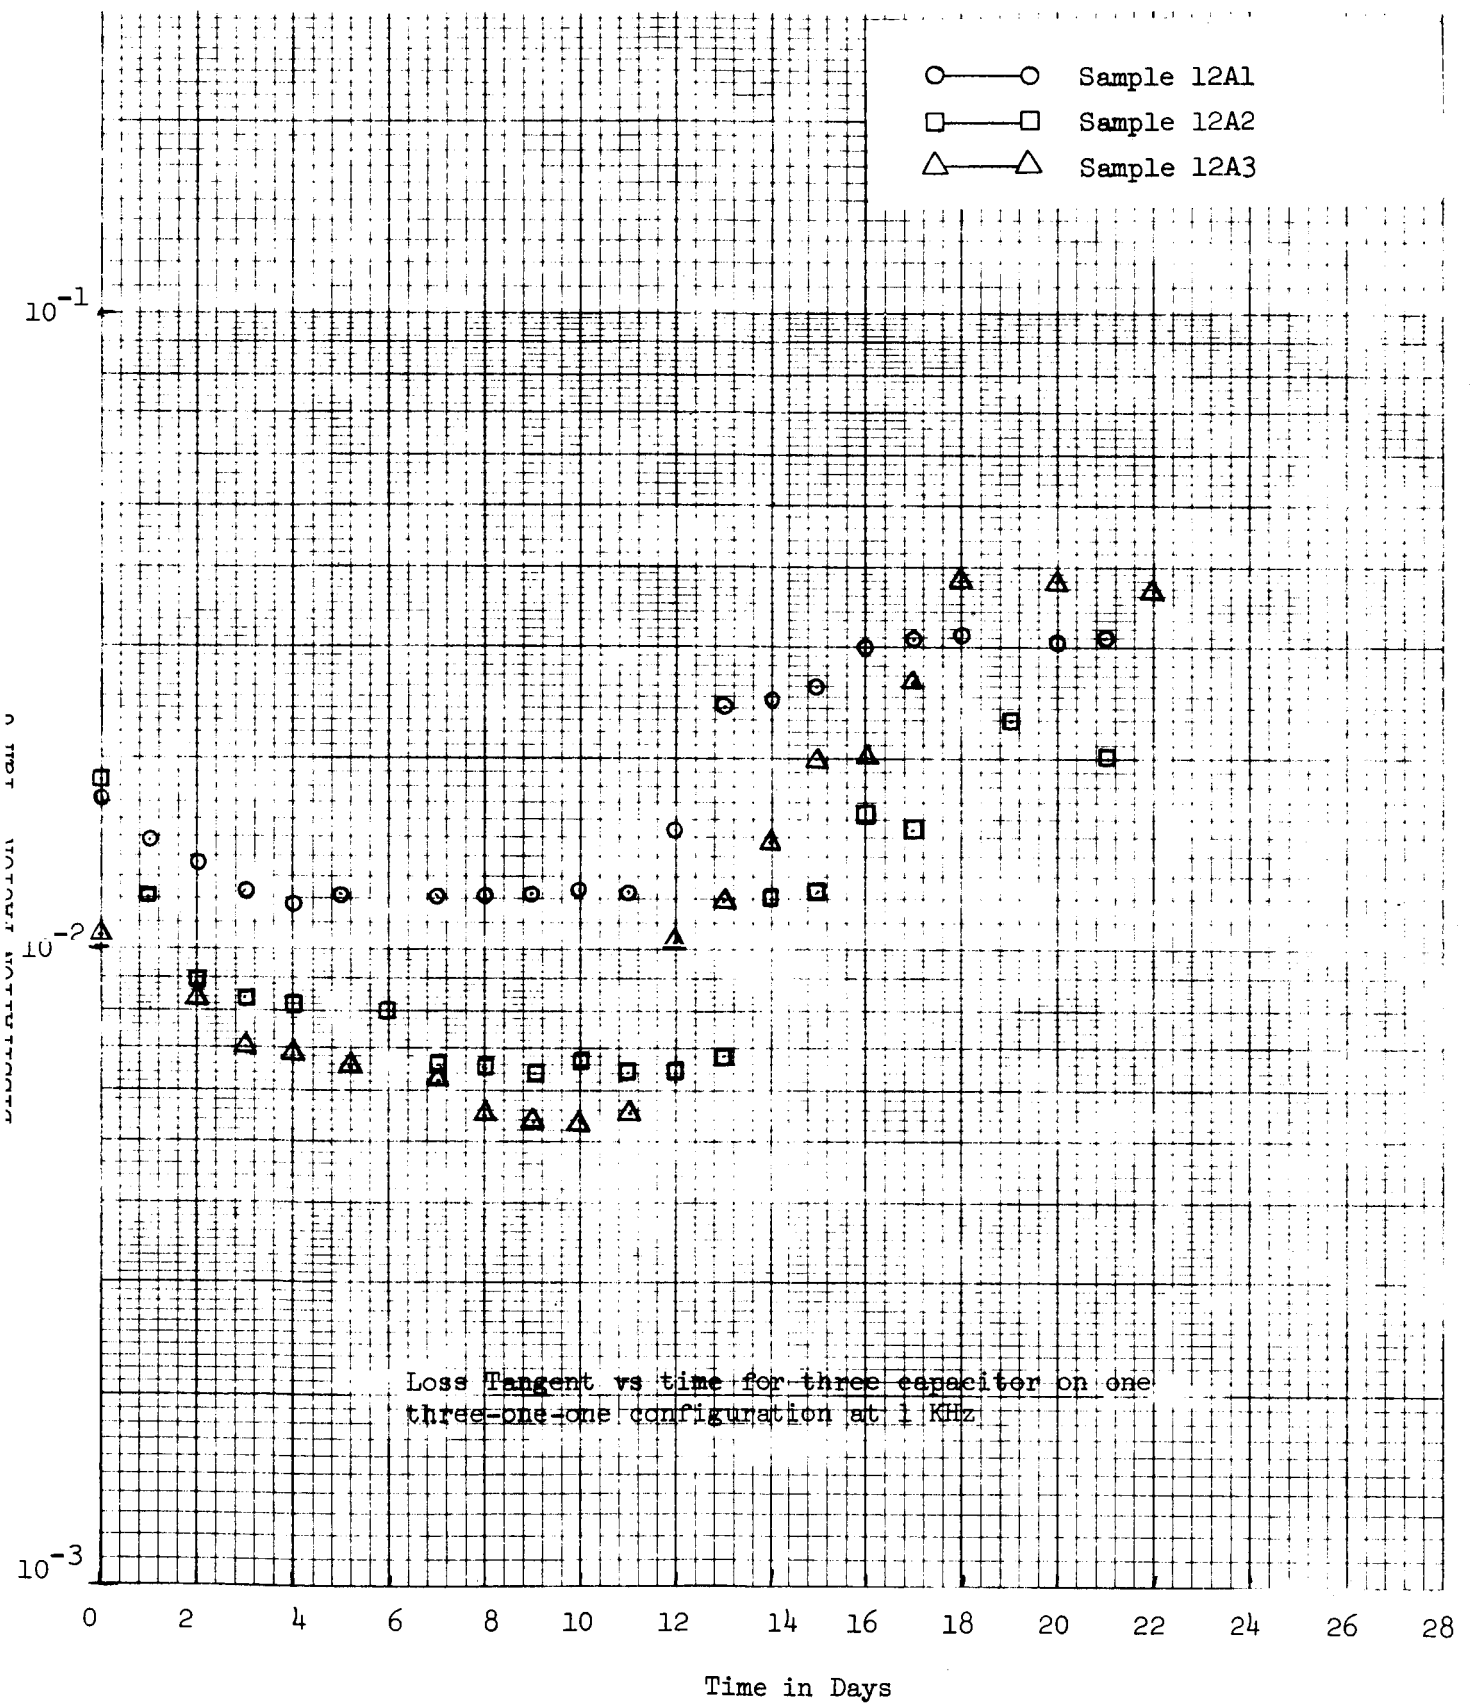 Sample 12A1
Sample 12A2
Sample 12A3
10-1
10-2
10-3
Loss Tangent vs time for three capacitor on one
three-one-one configuration at 1 KHz
0 2 4 6 8 10 12 14 16 18 20 22 24 26 28
Time in Days